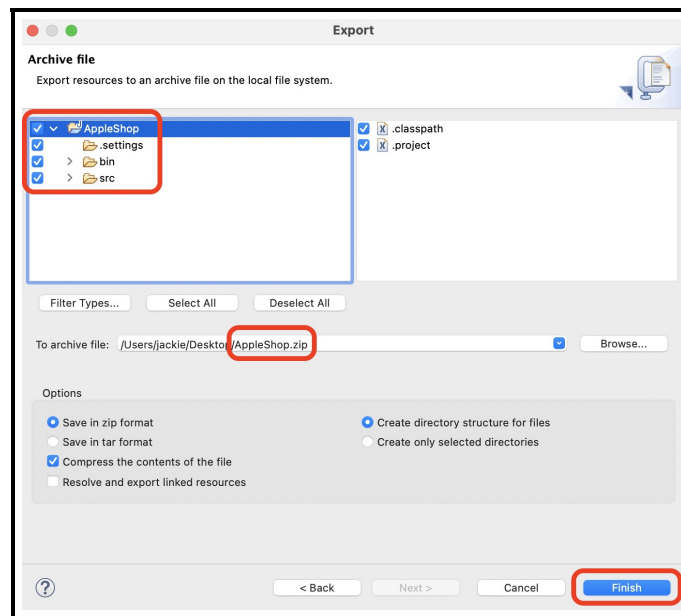 Export
Archive file
Export resources to an archive file on the local file system.
AppleShop
.settings
bin
src
.classpath
.project
Filter Types...
Select All
Deselect All
To archive file: /Users/jackie/Desktop/AppleShop.zip
Browse...
Options
Save in zip format
Create directory structure for files
Save in tar format
Create only selected directories
Compress the contents of the file
Resolve and export linked resources
?
< Back
Next >
Cancel
Finish